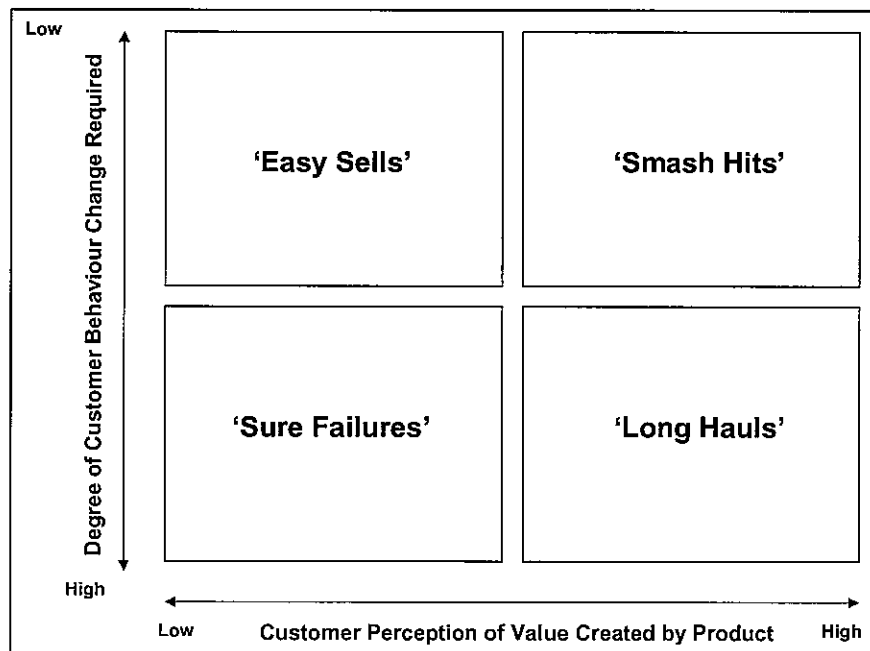 Low
Degree of Customer Behaviour Change Required
‘Easy Sells’
‘Smash Hits’
‘Sure Failures’
‘Long Hauls’
High
Low
Customer Perception of Value Created by Product
High